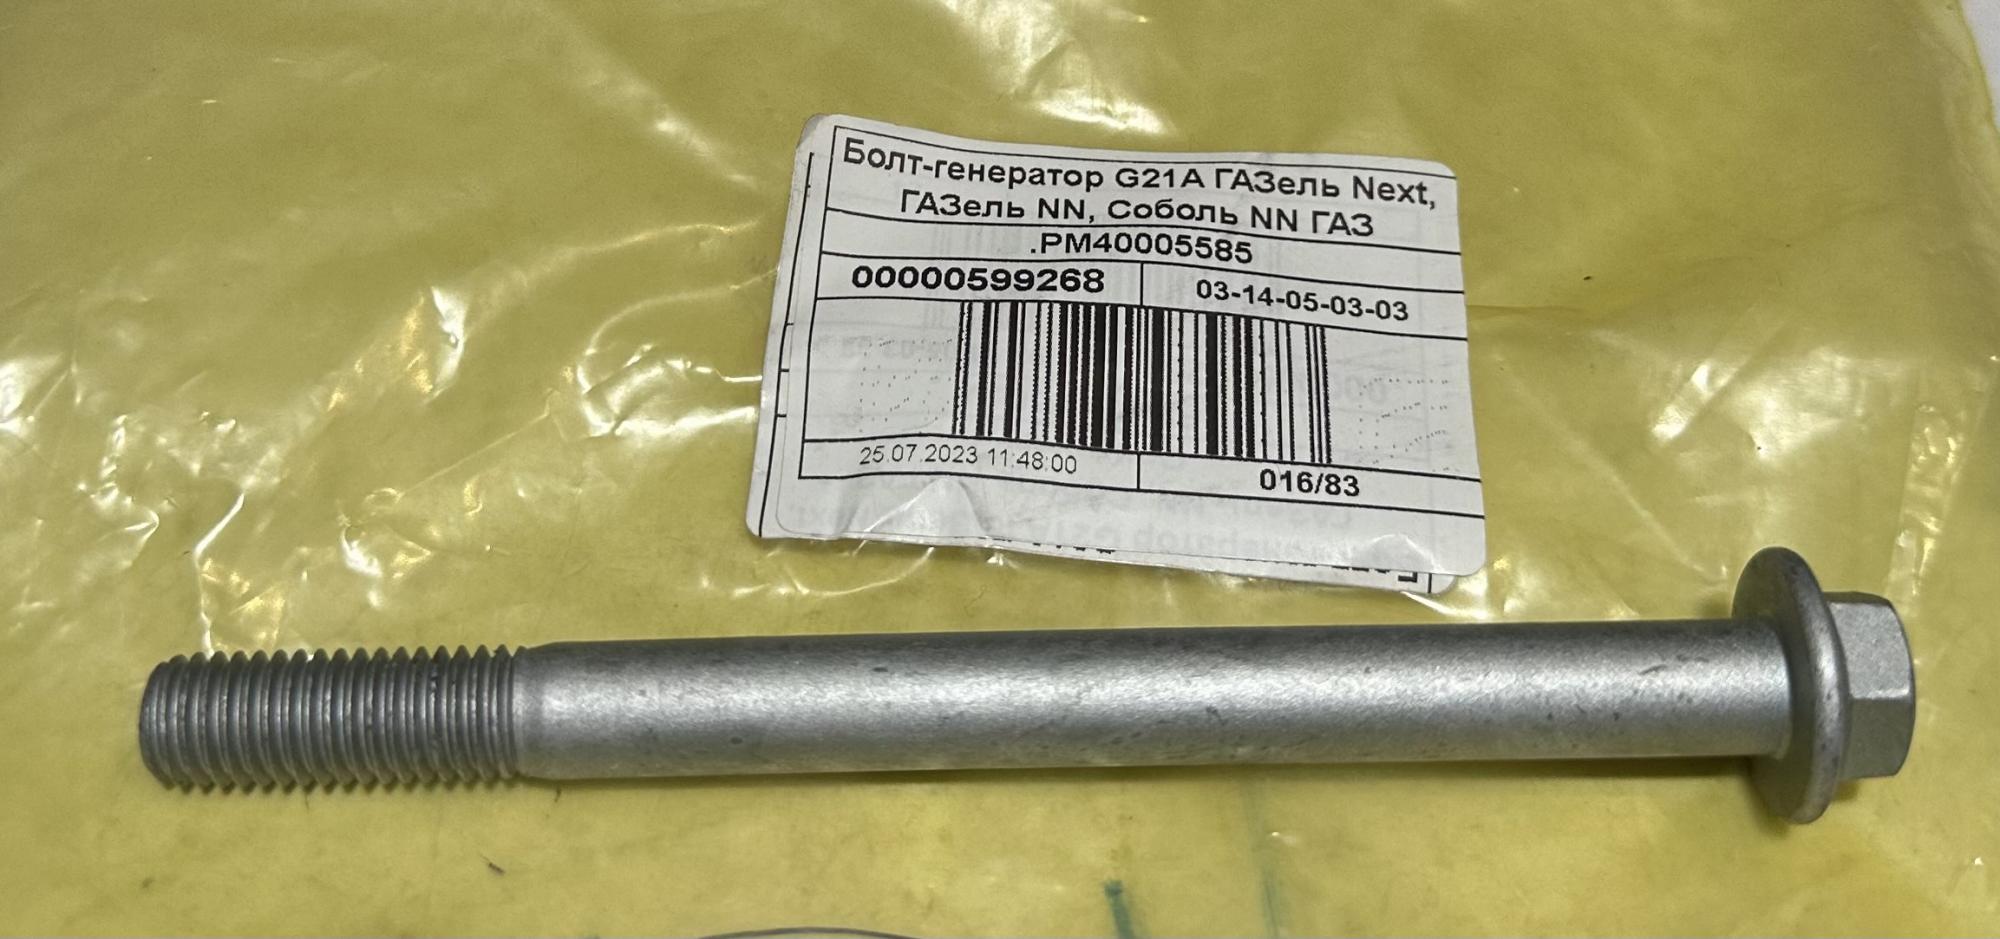 Болт-генератор G21A ГАЗель Next,
ГАЗель NN, Соболь NN ГАЗ
.PM40005585
00000599268
03-14-05-03-03
25.07.2023 11:48:00
016/83